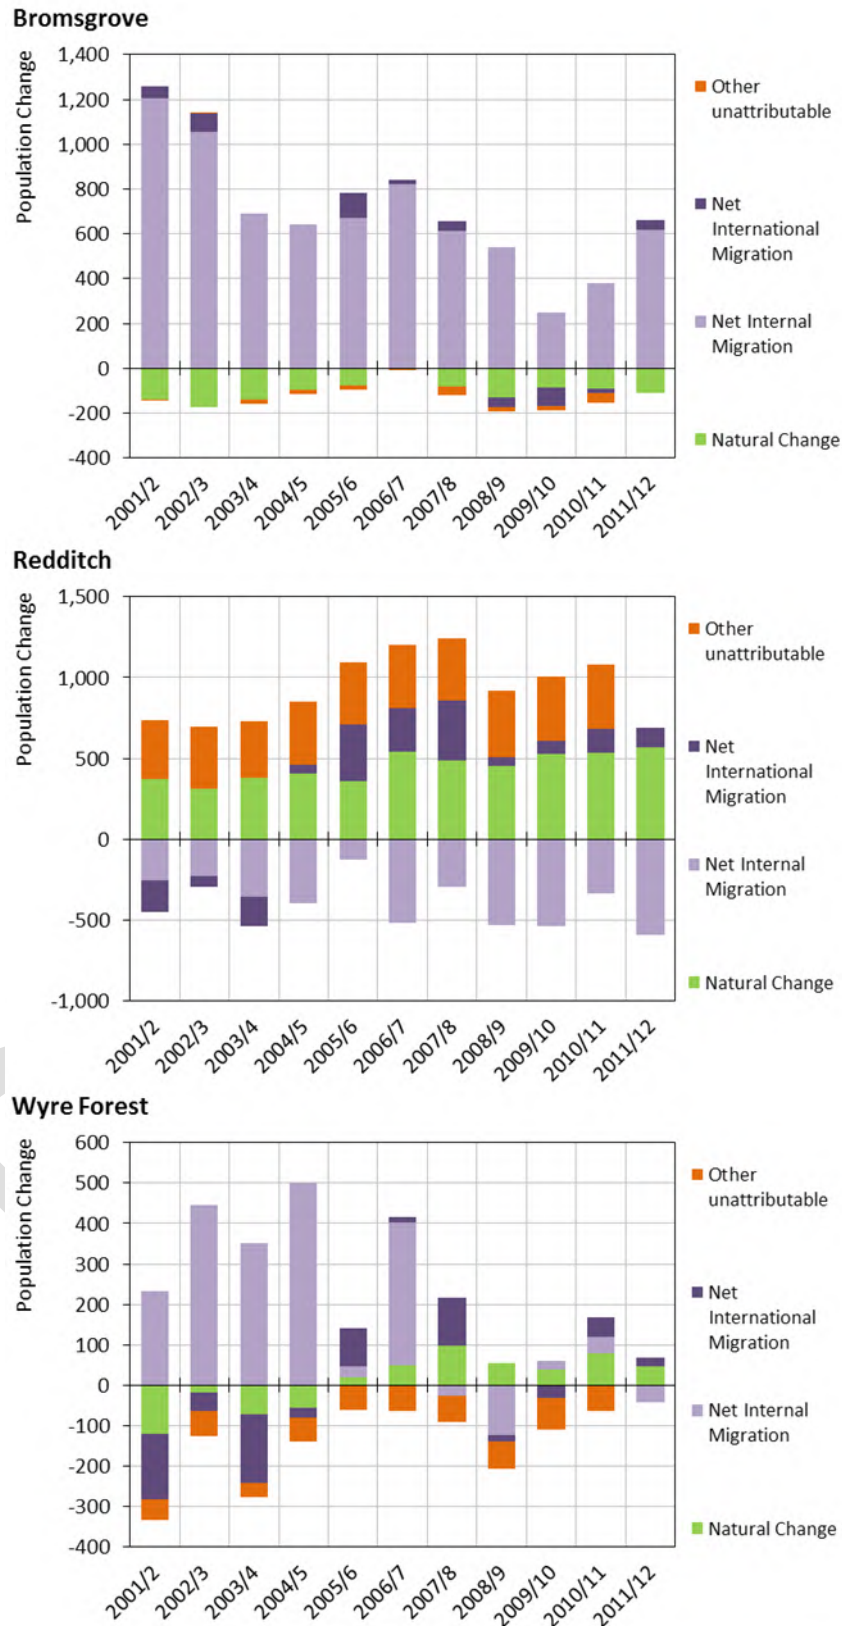 Bromsgrove
Population Change
1,400
1,200
1,000
800
600
400
200
0
-200
-400
2001/2
2002/3
2003/4
2004/5
2005/6
2006/7
2007/8
2008/9
2009/10
2010/11
2011/12
Other
unattributable
Net
International
Migration
Net Internal
Migration
Natural Change
Redditch
Population Change
1,500
1,000
500
0
-500
-1,000
2001/2
2002/3
2003/4
2004/5
2005/6
2006/7
2007/8
2008/9
2009/10
2010/11
2011/12
Other
unattributable
Net
International
Migration
Net Internal
Migration
Natural Change
Wyre Forest
Population Change
600
500
400
300
200
100
0
-100
-200
-300
-400
2001/2
2002/3
2003/4
2004/5
2005/6
2006/7
2007/8
2008/9
2009/10
2010/11
2011/12
Other
unattributable
Net
International
Migration
Net Internal
Migration
Natural Change